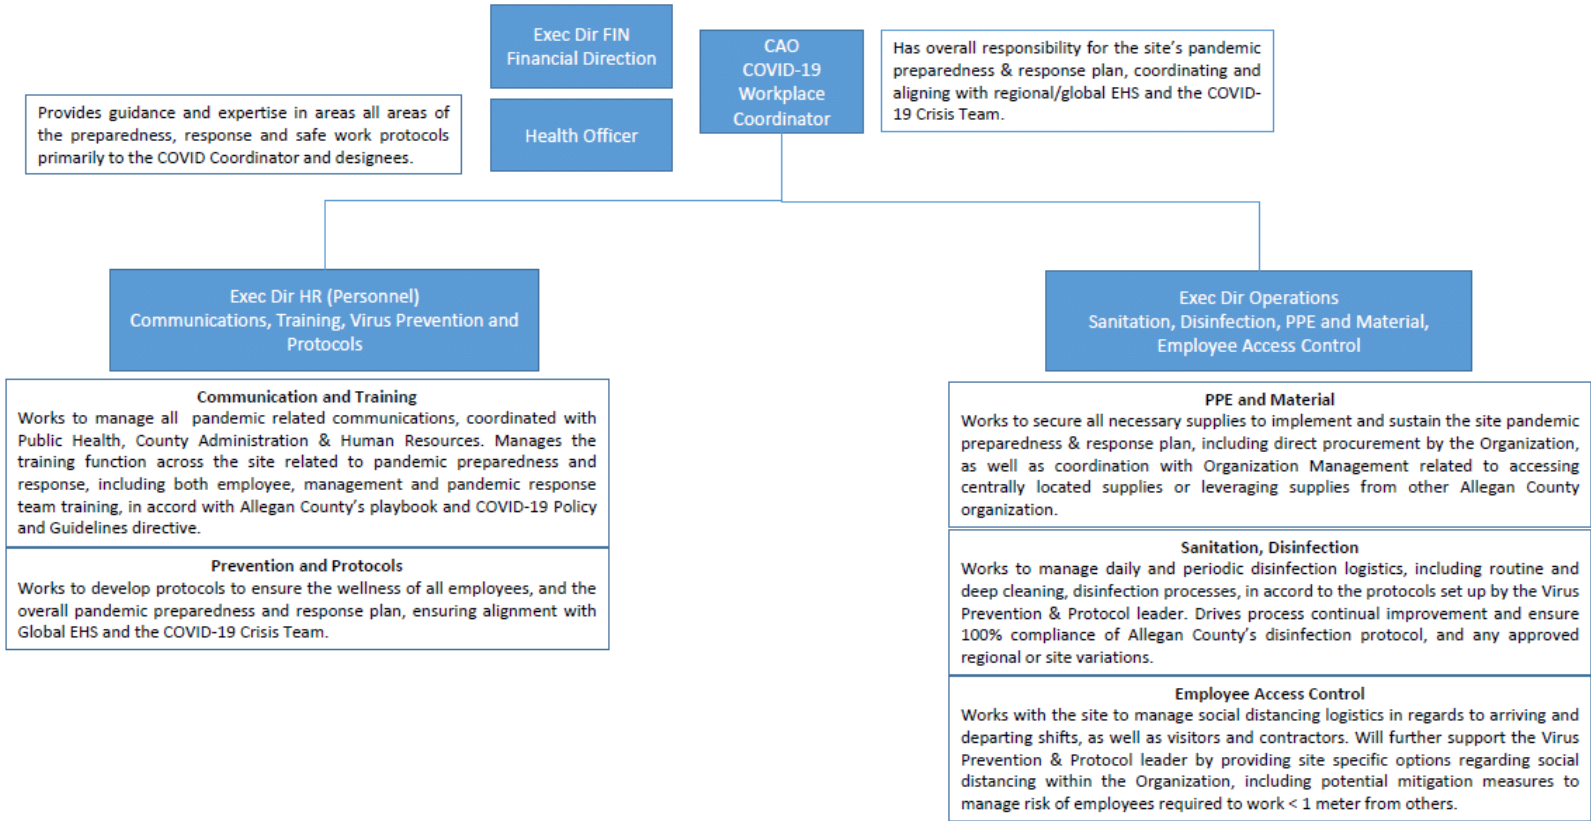 Exec Dir FIN
Financial Direction
CAO
COVID-19
Workplace
Coordinator
Has overall responsibility for the site's pandemic
preparedness & response plan, coordinating and
aligning with regional/global EHS and the COVID-
19 Crisis Team.
Provides guidance and expertise in areas all areas of
the preparedness, response and safe work protocols
primarily to the COVID Coordinator and designees.
Health Officer
Exec Dir HR (Personnel)
Communications, Training, Virus Prevention and
Protocols
Exec Dir Operations
Sanitation, Disinfection, PPE and Material,
Employee Access Control
Communication and Training
Works to manage all pandemic related communications, coordinated with
Public Health, County Administration & Human Resources. Manages the
training function across the site related to pandemic preparedness and
response, including both employee, management and pandemic response
team training, in accord with Allegan County's playbook and COVID-19 Policy
and Guidelines directive.
Prevention and Protocols
Works to develop protocols to ensure the wellness of all employees, and the
overall pandemic preparedness and response plan, ensuring alignment with
Global EHS and the COVID-19 Crisis Team.
PPE and Material
Works to secure all necessary supplies to implement and sustain the site pandemic
preparedness & response plan, including direct procurement by the Organization,
as well as coordination with Organization Management related to accessing
centrally located supplies or leveraging supplies from other Allegan County
organization.
Sanitation, Disinfection
Works to manage daily and periodic disinfection logistics, including routine and
deep cleaning, disinfection processes, in accord to the protocols set up by the Virus
Prevention & Protocol leader. Drives process continual improvement and ensure
100% compliance of Allegan County's disinfection protocol, and any approved
regional or site variations.
Employee Access Control
Works with the site to manage social distancing logistics in regards to arriving and
departing shifts, as well as visitors and contractors. Will further support the Virus
Prevention & Protocol leader by providing site specific options regarding social
distancing within the Organization, including potential mitigation measures to
manage risk of employees required to work < 1 meter from others.